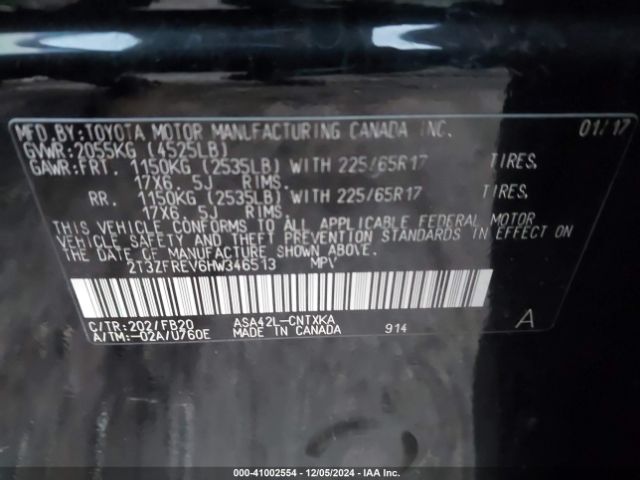 MFD.BY:TOYOTA MOTOR MANUFACTURING CANADA INC. 01/17
GVWR:2055KG (4525LB)
GAWR:FRT. 1150KG (2535LB) WITH 225/65R17 TIRES,
17X6.5J RIMS.
RR. 1150KG (2535LB) WITH 225/65R17 TIRES,
17X6.5J RIMS.
THIS VEHICLE CONFORMS TO ALL APPLICABLE FEDERAL MOTOR
VEHICLE SAFETY AND THEFT PREVENTION STANDARDS IN EFFECT ON
THE DATE OF MANUFACTURE SHOWN ABOVE.
2T3ZFREV6HW346513 MPV
C/TR:202/FB20 ASA42L-CNTXKA
A/TM:-02A/U760E MADE IN CANADA 914 A
000-41002554 - 12/05/2024 - IAA Inc.